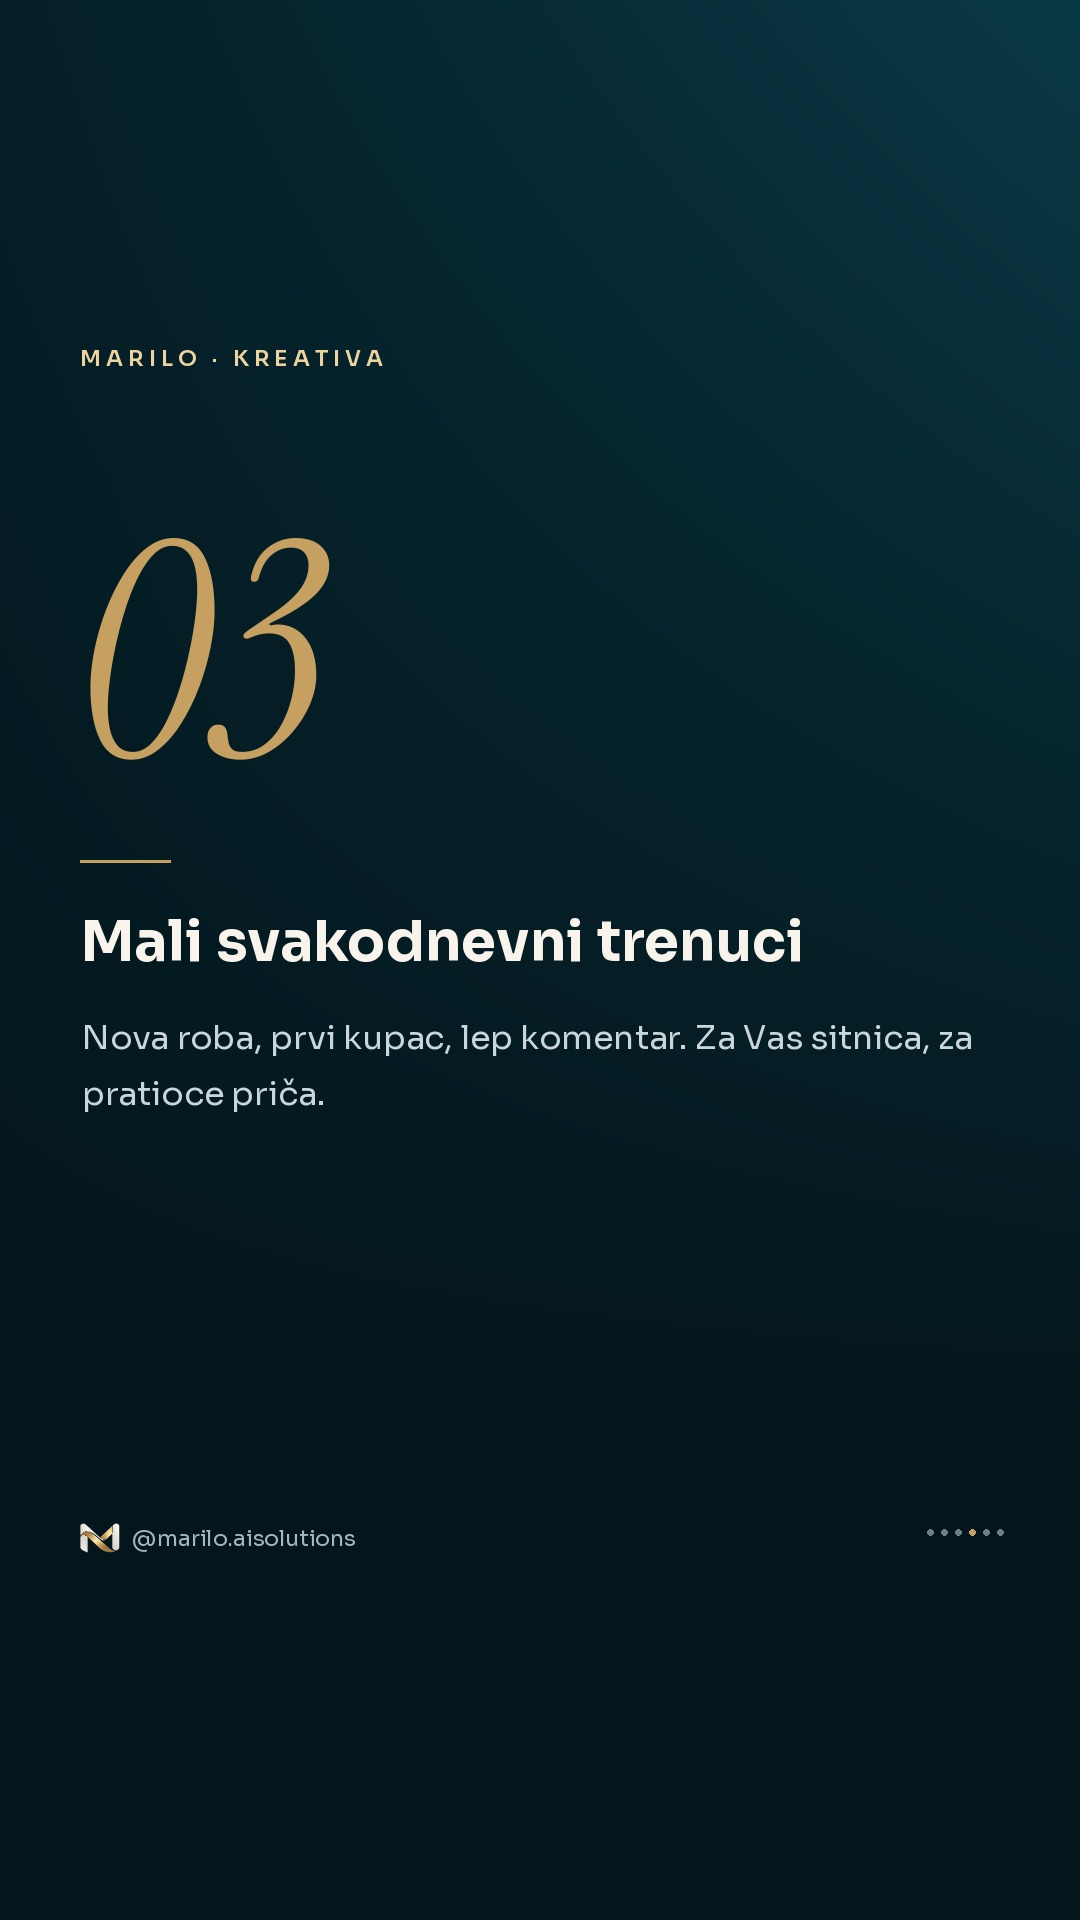 MARILO · KREATIVA
03
Mali svakodnevni trenuci
Nova roba, prvi kupac, lep komentar. Za Vas sitnica, za
pratioce priča.
@marilo.aisolutions